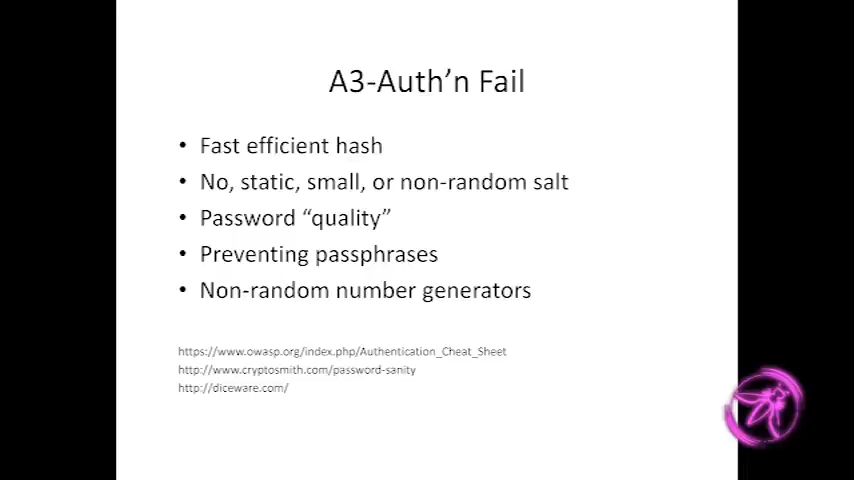 A3-Auth’n Fail
• Fast efficient hash
• No, static, small, or non-random salt
• Password “quality”
• Preventing passphrases
• Non-random number generators
https://www.owasp.org/index.php/Authentication_Cheat_Sheet
http://www.cryptosmith.com/password-sanity
http://diceware.com/